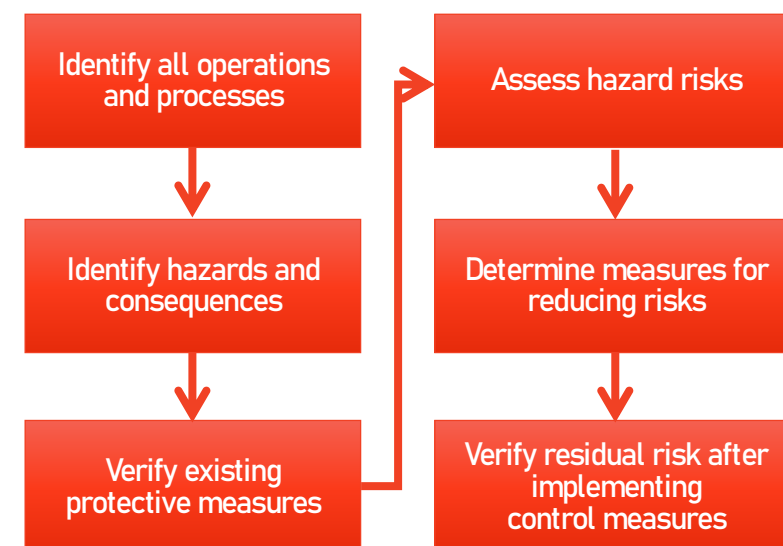 Identify all operations
and processes
Identify hazards and
consequences
Verify existing
protective measures
Assess hazard risks
Determine measures for
reducing risks
Verify residual risk after
implementing
control measures